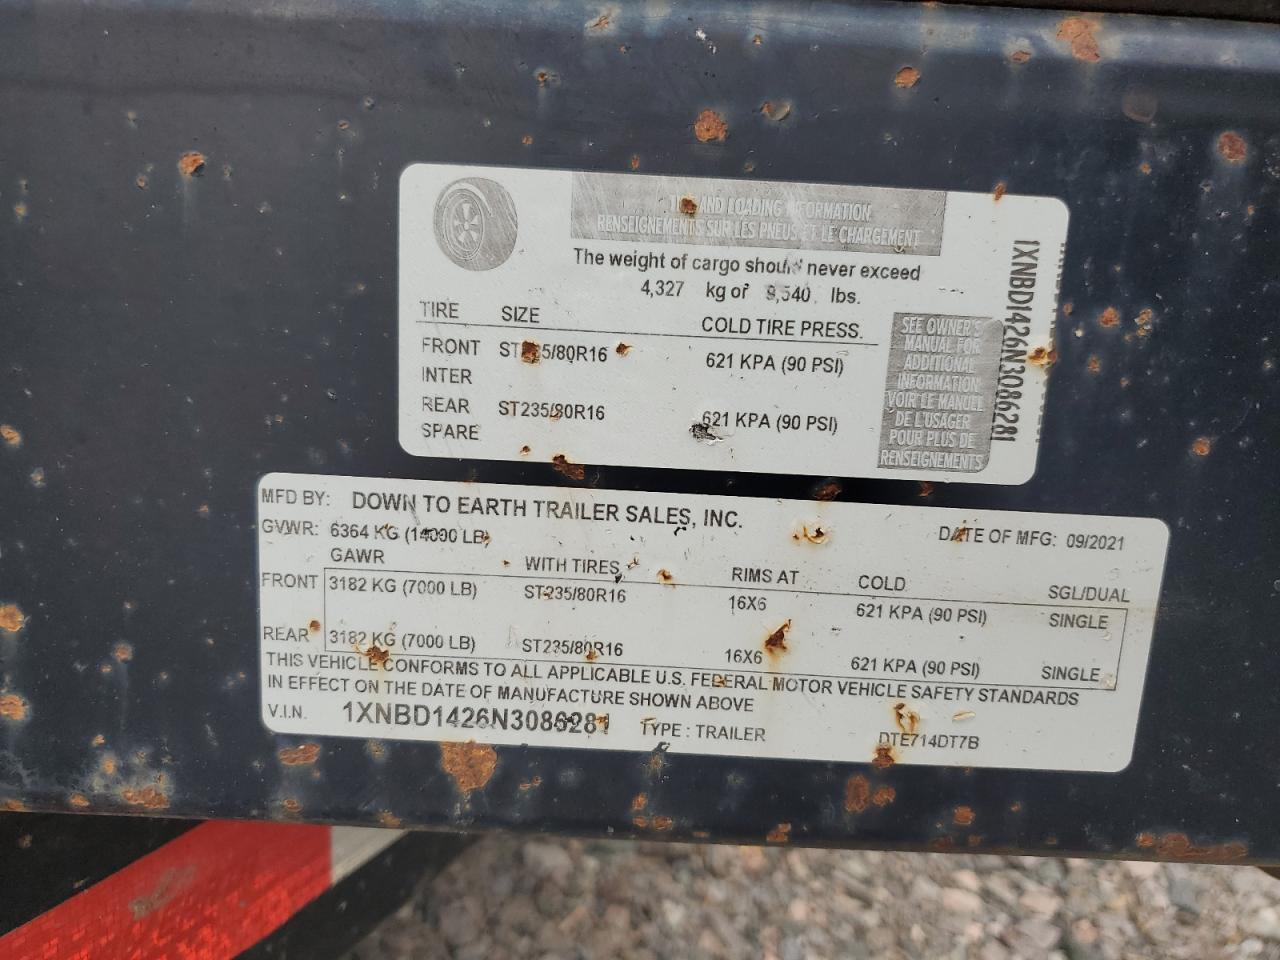 TIRE AND LOADING INFORMATION
RENSEIGNEMENTS SUR LES PNEUS ET LE CHARGEMENT
The weight of cargo should never exceed
4,327 kg or 9,540 lbs.
TIRE SIZE COLD TIRE PRESS.
FRONT ST235/80R16 621 KPA (90 PSI)
INTER
REAR ST235/80R16 621 KPA (90 PSI)
SPARE
SEE OWNER'S
MANUAL FOR
ADDITIONAL
INFORMATION
VOIR LE MANUEL
DE L'USAGER
POUR PLUS DE
RENSEIGNEMENTS
1XNBD1426N3086281
MFD BY: DOWN TO EARTH TRAILER SALES, INC.
GVWR: 6364 KG (14000 LB) DATE OF MFG: 09/2021
GAWR WITH TIRES RIMS AT COLD SGL/DUAL
FRONT 3182 KG (7000 LB) ST235/80R16 16X6 621 KPA (90 PSI) SINGLE
REAR 3182 KG (7000 LB) ST235/80R16 16X6 621 KPA (90 PSI) SINGLE
THIS VEHICLE CONFORMS TO ALL APPLICABLE U.S. FEDERAL MOTOR VEHICLE SAFETY STANDARDS
IN EFFECT ON THE DATE OF MANUFACTURE SHOWN ABOVE
V.I.N. 1XNBD1426N3086281 TYPE : TRAILER DTE714DT7B